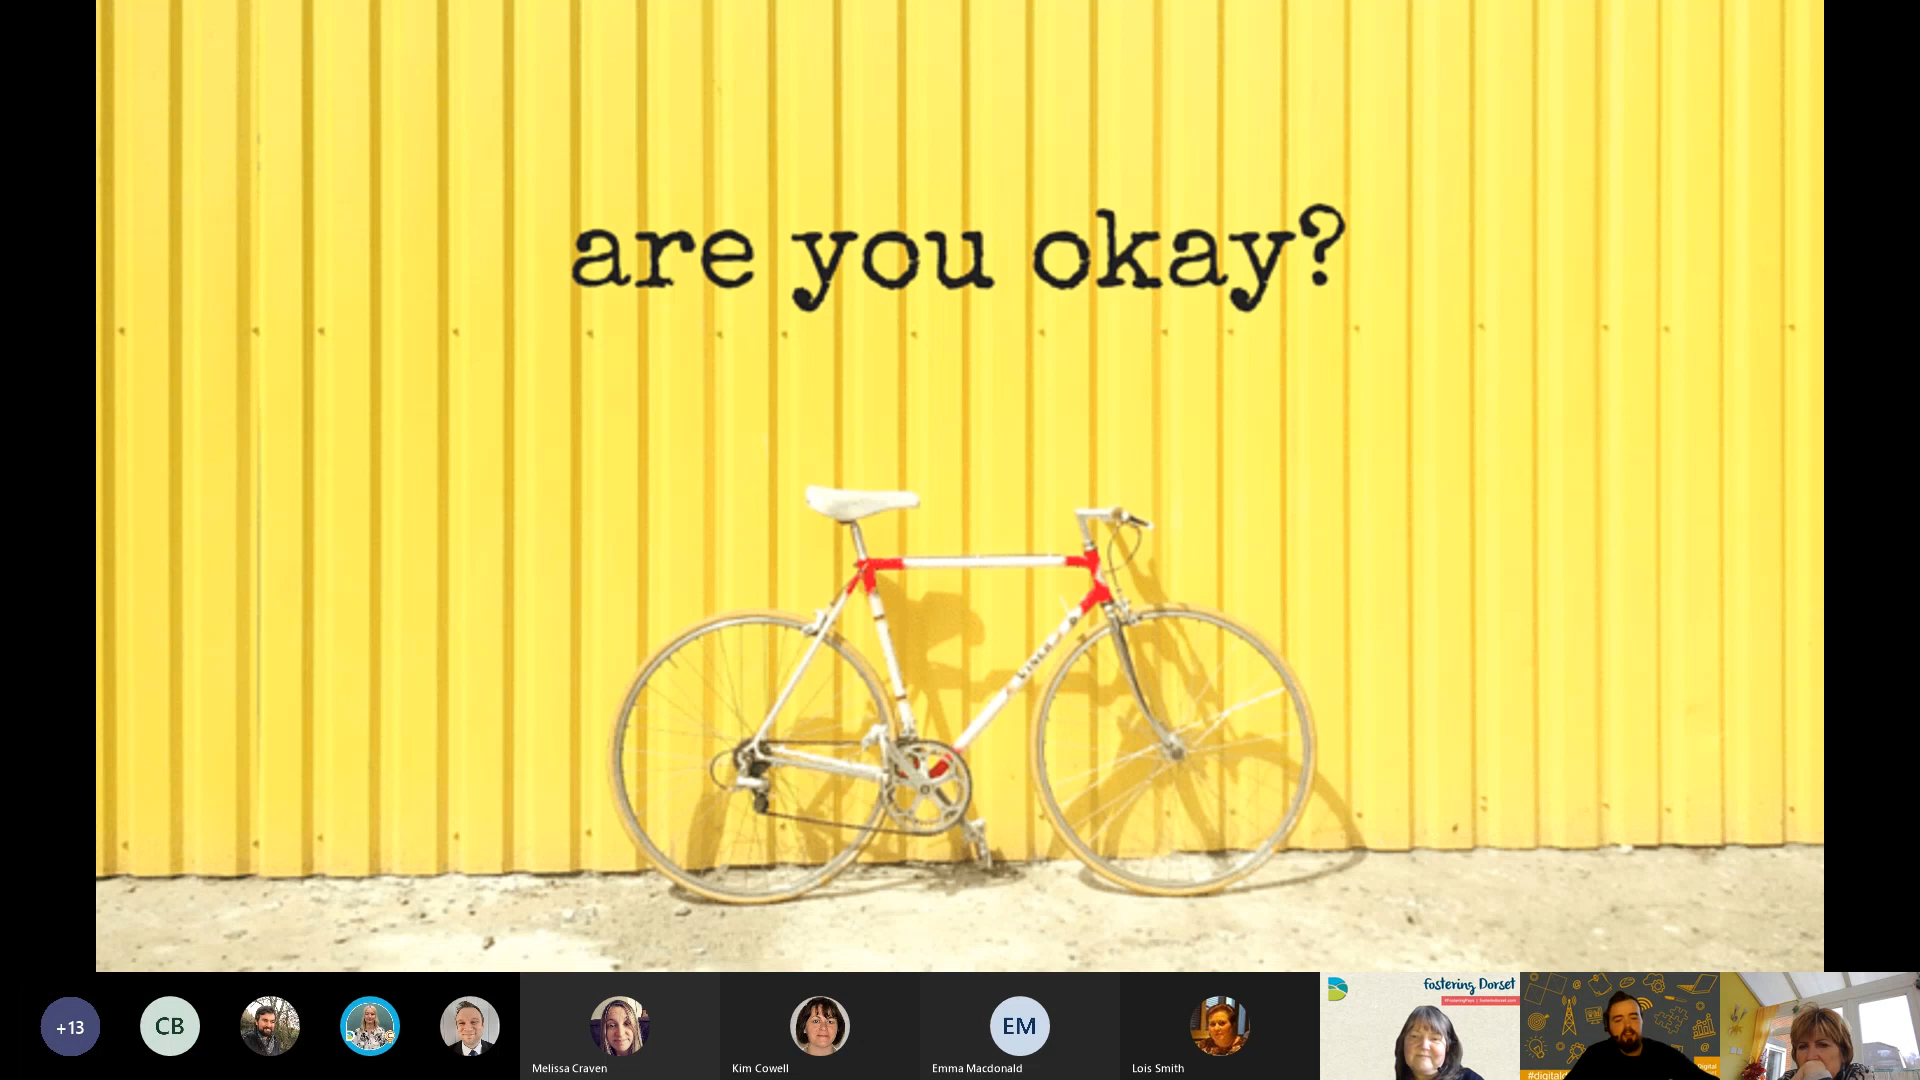 are you okay?
+13
CB
Melissa Craven
Kim Cowell
EM
Emma Macdonald
Lois Smith
fostering Dorset